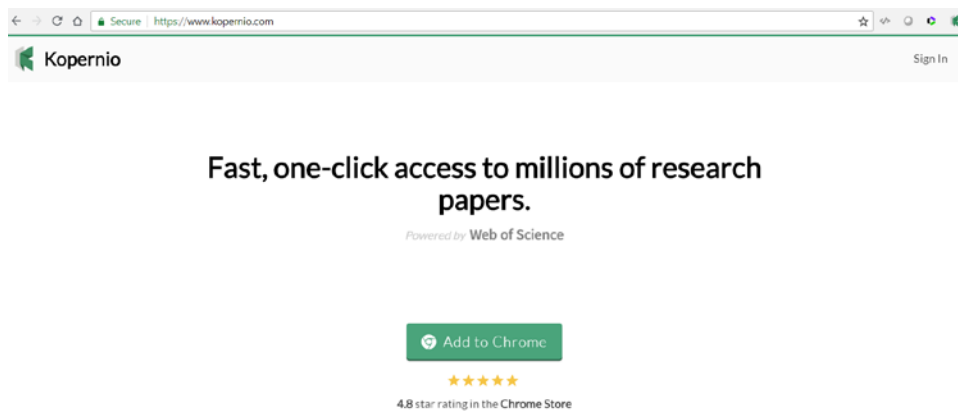 Secure | https://www.kopernio.com
Kopernio
Sign In
Fast, one-click access to millions of research
papers.
Powered by Web of Science
Add to Chrome
4.8 star rating in the Chrome Store